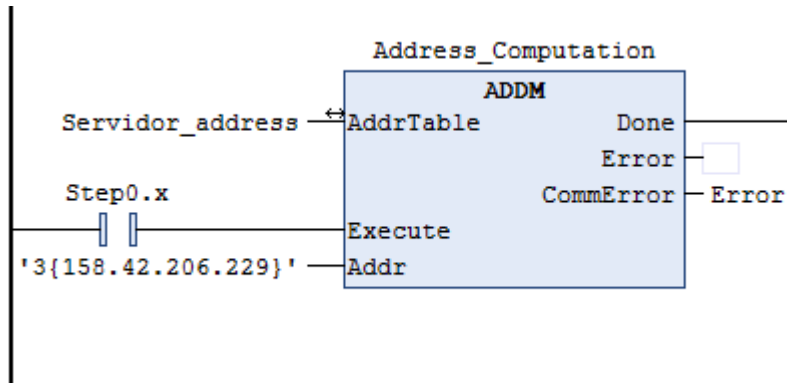 Address_Computation
ADDM
Servidor_address AddrTable Done
Error
CommError Error
Step0.x
Execute
'3{158.42.206.229}' Addr